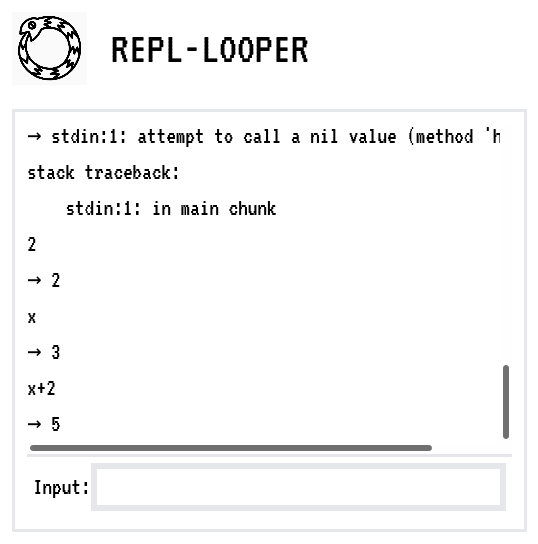 REPL-LOOPER
→ stdin:1: attempt to call a nil value (method 'h
stack traceback:
stdin:1: in main chunk
2
→ 2
x
→ 3
x+2
→ 5
Input: